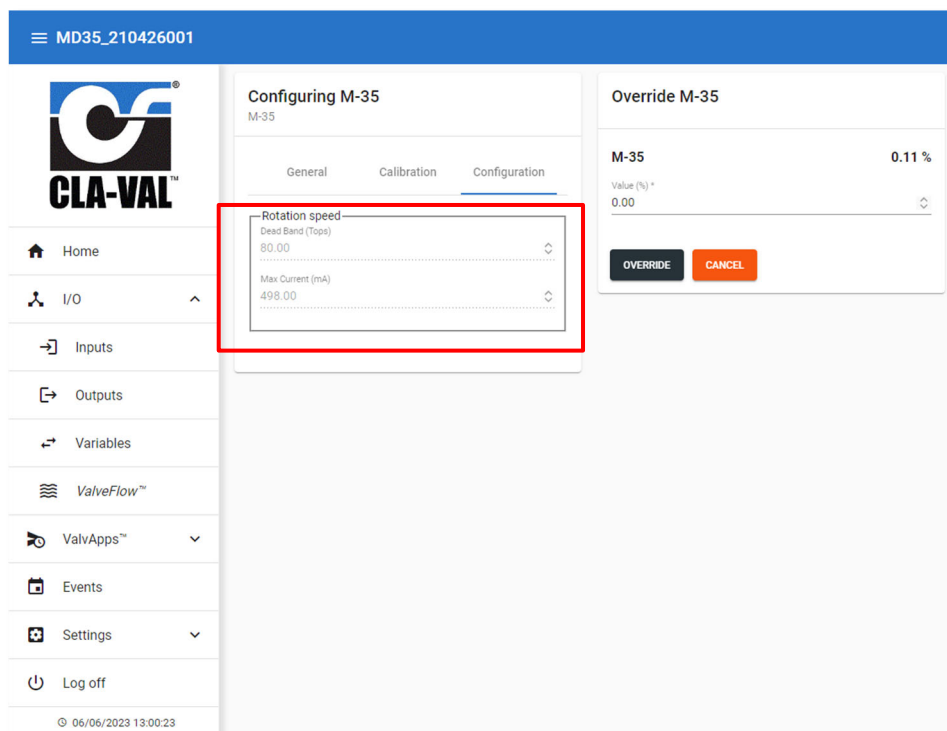 MD35_210426001
®
CLA-VAL™
Home
I/O
Inputs
Outputs
Variables
ValveFlow™
ValvApps™
Events
Settings
Log off
06/06/2023 13:00:23
Configuring M-35
M-35
General Calibration Configuration
Rotation speed
Dead Band (Tops)
80.00
Max Current (mA)
498.00
Override M-35
M-35 0.11 %
Value (%) *
0.00
OVERRIDE CANCEL